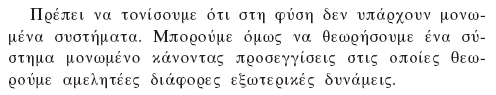 Πρέπει να τονίσουμε ότι στη φύση δεν υπάρχουν μονω-
μένα συστήματα. Μπορούμε όμως να θεωρήσουμε ένα σύ-
στημα μονωμένο κάνοντας προσεγγίσεις στις οποίες θεω-
ρούμε αμελητέες διάφορες εξωτερικές δυνάμεις.